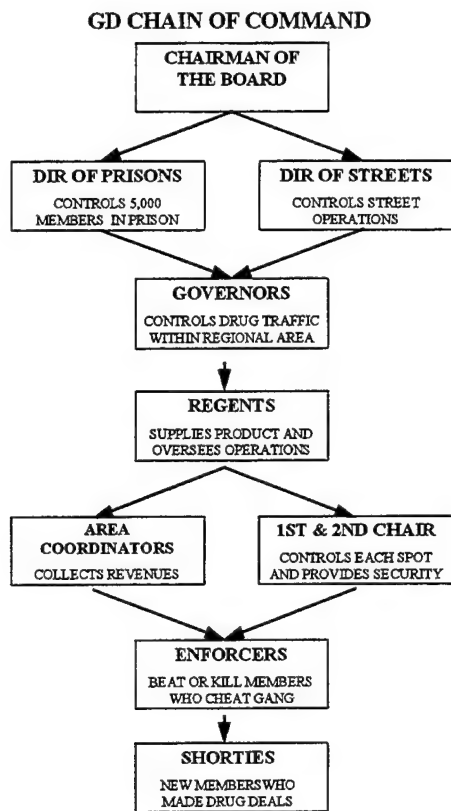 GD CHAIN OF COMMAND
CHAIRMAN OF
THE BOARD
DIR OF PRISONS
CONTROLS 5,000
MEMBERS IN PRISON
DIR OF STREETS
CONTROLS STREET
OPERATIONS
GOVERNORS
CONTROLS DRUG TRAFFIC
WITHIN REGIONAL AREA
REGENTS
SUPPLIES PRODUCT AND
OVERSEES OPERATIONS
AREA
COORDINATORS
COLLECTS REVENUES
1ST & 2ND CHAIR
CONTROLS EACH SPOT
AND PROVIDES SECURITY
ENFORCERS
BEAT OR KILL MEMBERS
WHO CHEAT GANG
SHORTIES
NEW MEMBERS WHO
MADE DRUG DEALS